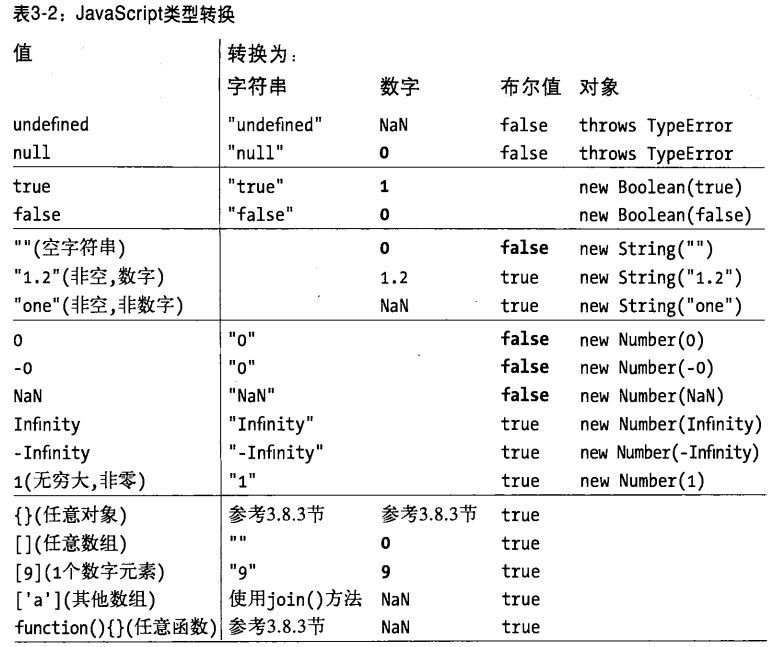 表3-2：JavaScript类型转换
值 转换为：
字符串 数字 布尔值 对象
undefined "undefined" NaN false throws TypeError
null "null" 0 false throws TypeError
true "true" 1 new Boolean(true)
false "false" 0 new Boolean(false)
""(空字符串) 0 false new String("")
"1.2"(非空,数字) 1.2 true new String("1.2")
"one"(非空,非数字) NaN true new String("one")
0 "0" false new Number(0)
-0 "0" false new Number(-0)
NaN "NaN" false new Number(NaN)
Infinity "Infinity" true new Number(Infinity)
-Infinity "-Infinity" true new Number(-Infinity)
1(无穷大,非零) "1" true new Number(1)
{}(任意对象) 参考3.8.3节 参考3.8.3节 true
[](任意数组) "" 0 true
[9](1个数字元素) "9" 9 true
['a'](其他数组) 使用join()方法 NaN true
function(){}(任意函数) 参考3.8.3节 NaN true